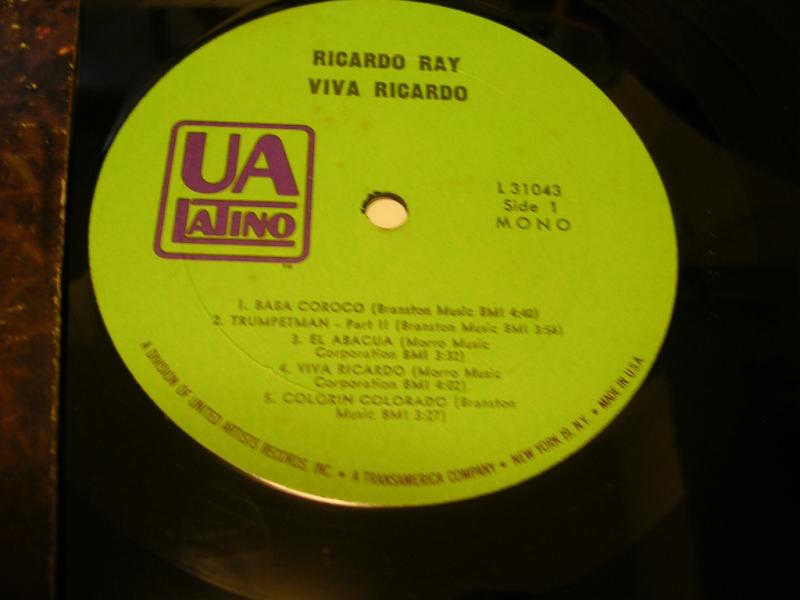 RICARDO RAY
VIVA RICARDO
UA
LATINO
TM
L 31043
Side 1
MONO
1. BABA COROCO (Branston Music BMI 4:40)
2. TRUMPETMAN - Part II (Branston Music BMI 3:56)
3. EL ABACUA (Morro Music
Corporation BMI 3:32)
4. VIVA RICARDO (Morro Music
Corporation BMI 4:02)
5. COLORIN COLORADO (Branston
Music BMI 3:27)
A DIVISION OF UNITED ARTISTS RECORDS, INC. • A TRANSAMERICA COMPANY • NEW YORK 19, N.Y. • MADE IN U.S.A.